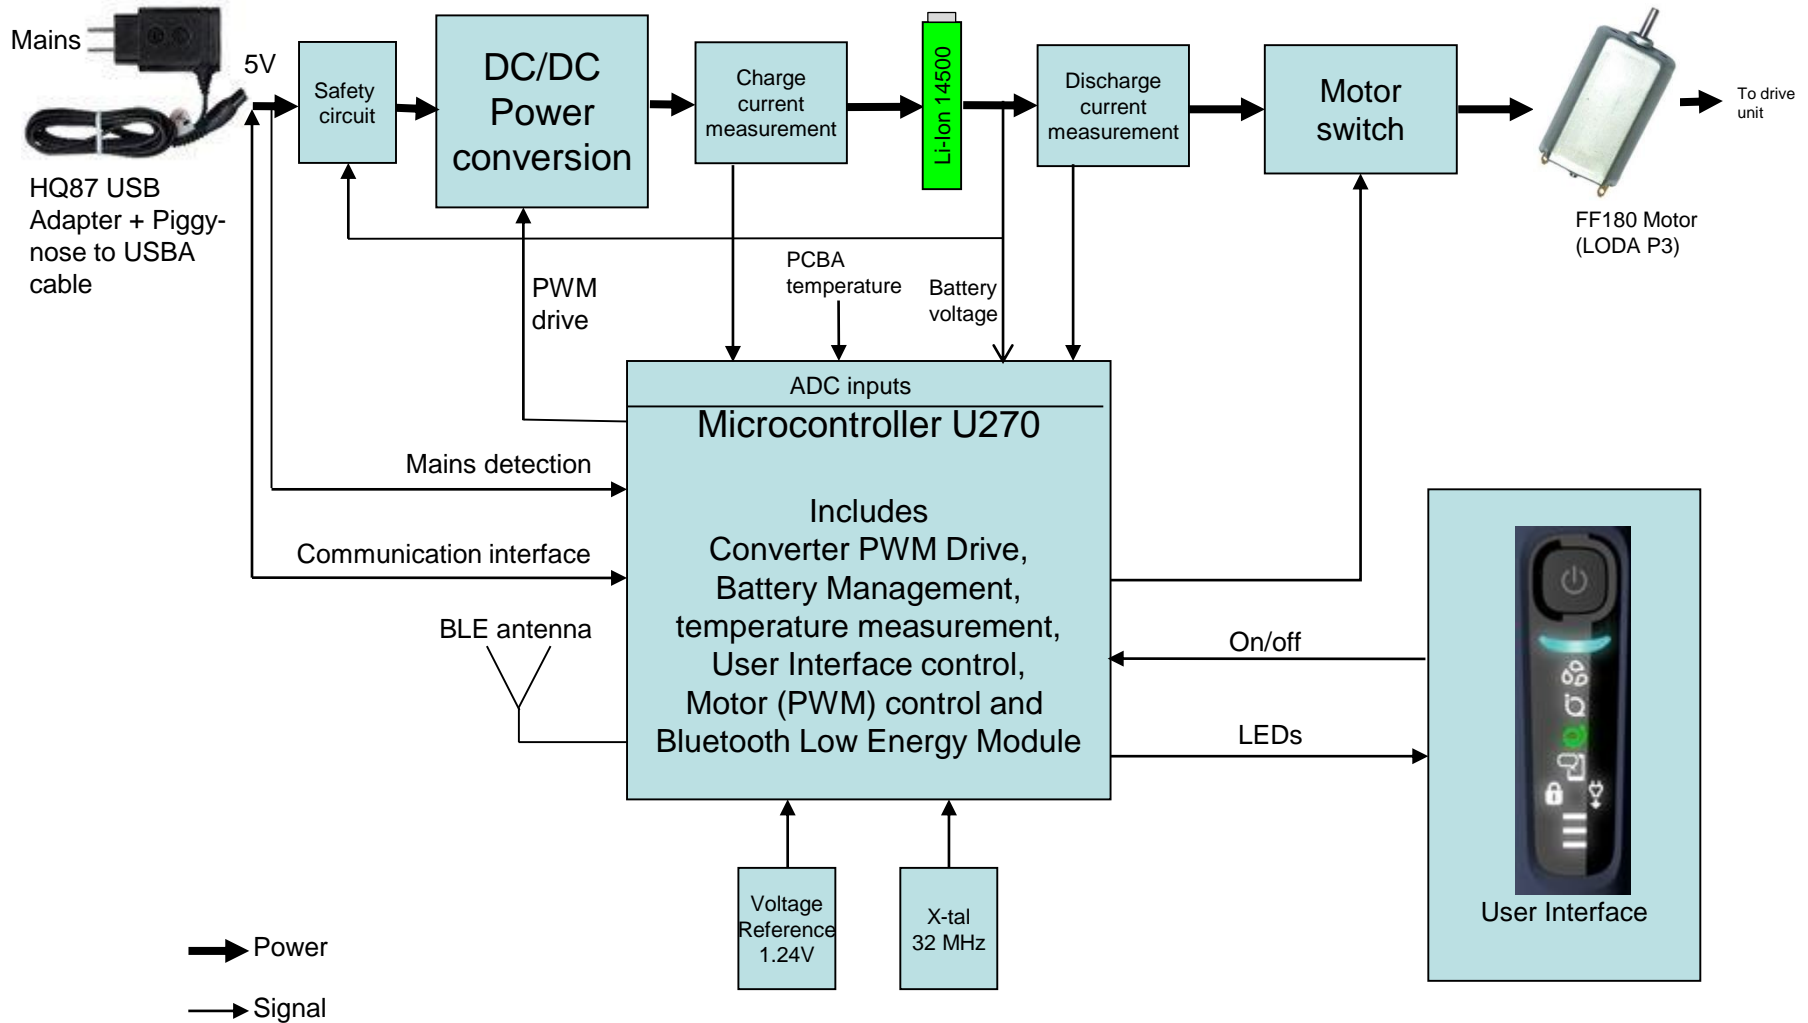 Mains
5V
HQ87 USB
Adapter + Piggy-
nose to USBA
cable
Safety
circuit
DC/DC
Power
conversion
Charge
current
measurement
Li-Ion 14500
Discharge
current
measurement
Motor
switch
To drive
unit
FF180 Motor
(LODA P3)
PWM
drive
PCBA
temperature
Battery
voltage
ADC inputs
Microcontroller U270
Includes
Converter PWM Drive,
Battery Management,
temperature measurement,
User Interface control,
Motor (PWM) control and
Bluetooth Low Energy Module
Mains detection
Communication interface
BLE antenna
On/off
LEDs
User Interface
Voltage
Reference
1.24V
X-tal
32 MHz
Power
Signal